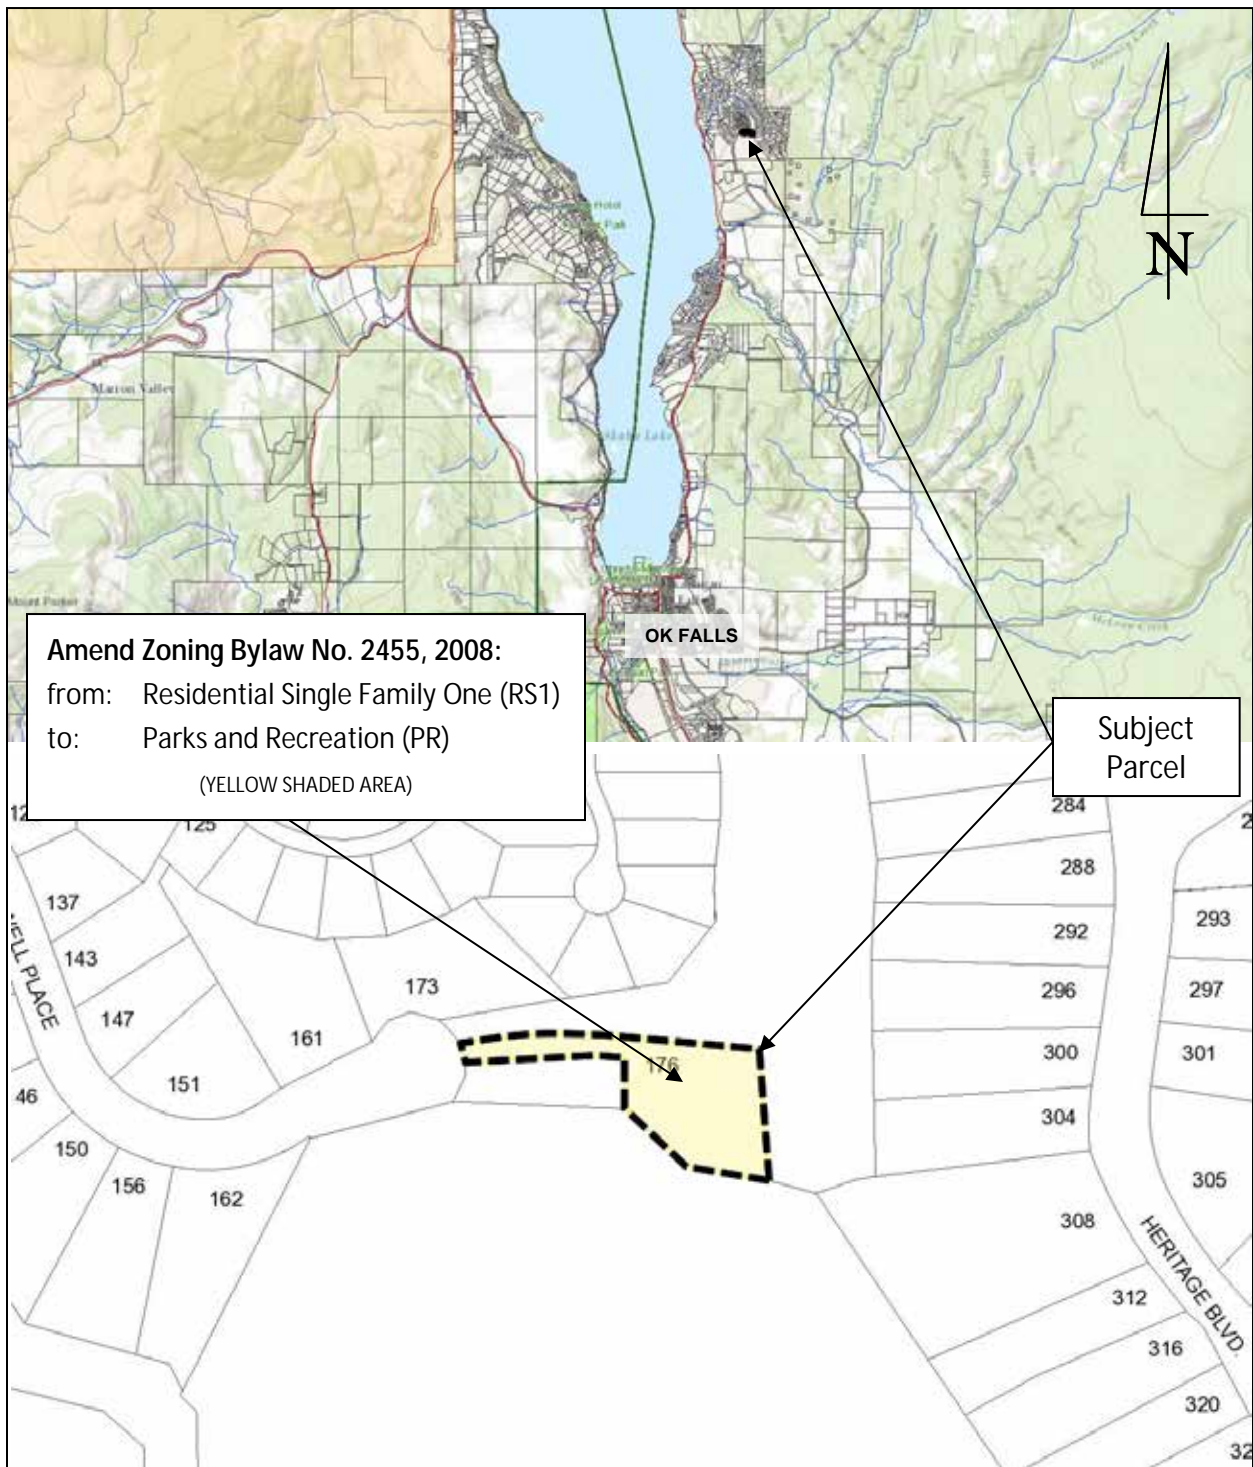 N
Marron Valley
OK FALLS
Amend Zoning Bylaw No. 2455, 2008:
from: Residential Single Family One (RS1)
to: Parks and Recreation (PR)
(YELLOW SHADED AREA)
Subject
Parcel
125
137
143
147
151
161
173
176
46
150
156
162
284
288
292
296
300
304
308
312
316
320
293
297
301
305
PLACE
HERITAGE BLVD.